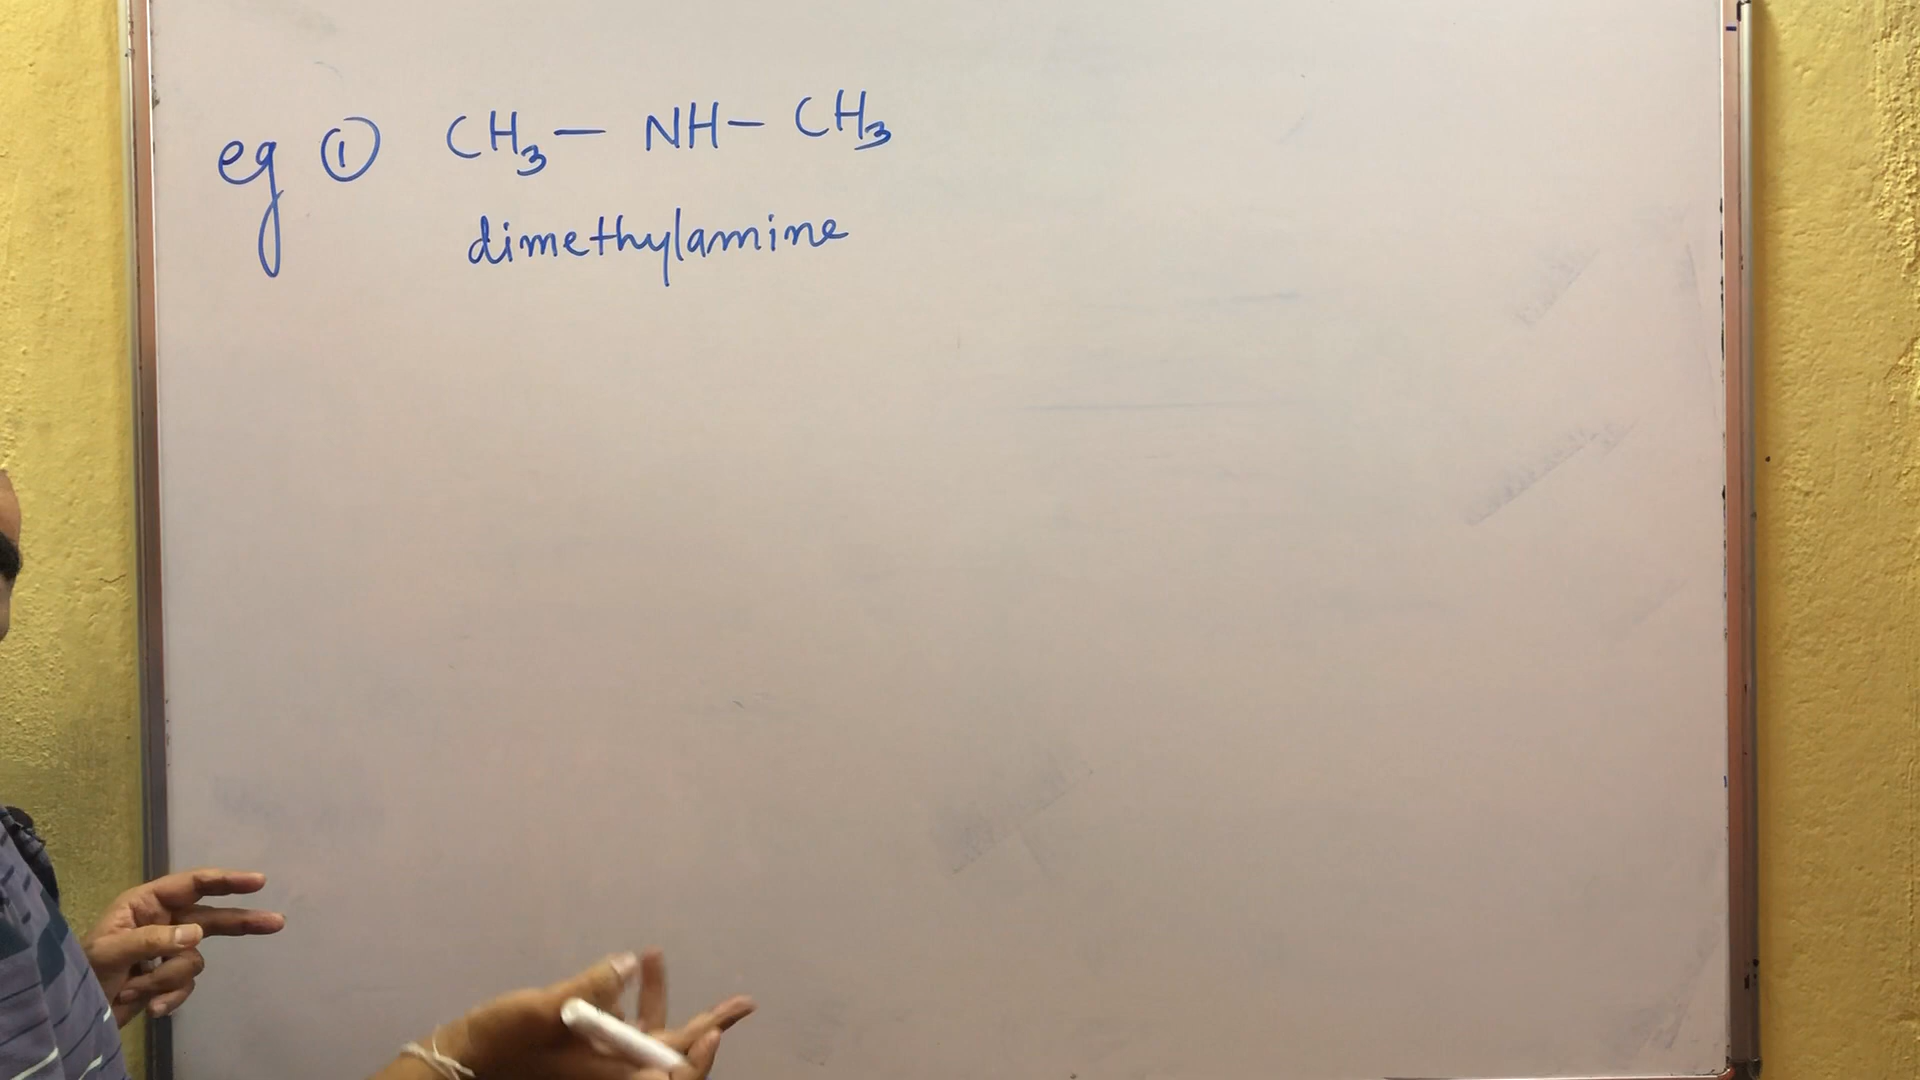 eg ① CH₃— NH— CH₃
dimethylamine